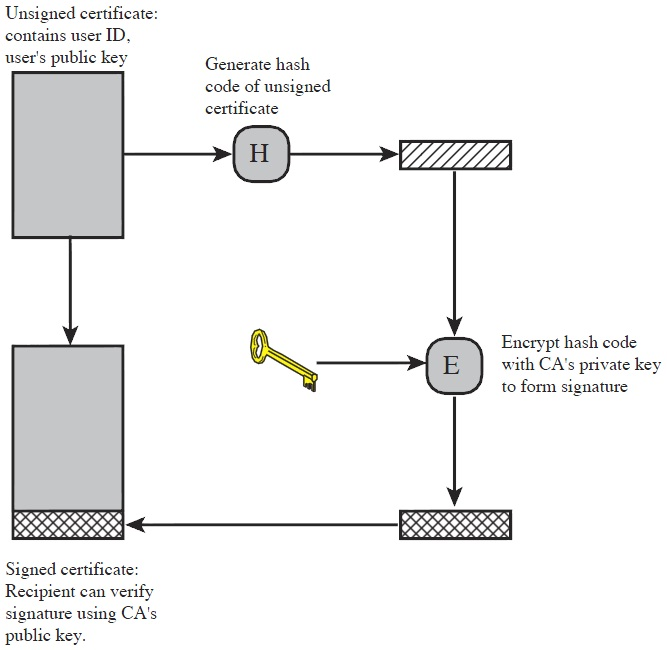 Unsigned certificate:
contains user ID,
user's public key
Generate hash
code of unsigned
certificate
H
E
Encrypt hash code
with CA's private key
to form signature
Signed certificate:
Recipient can verify
signature using CA's
public key.